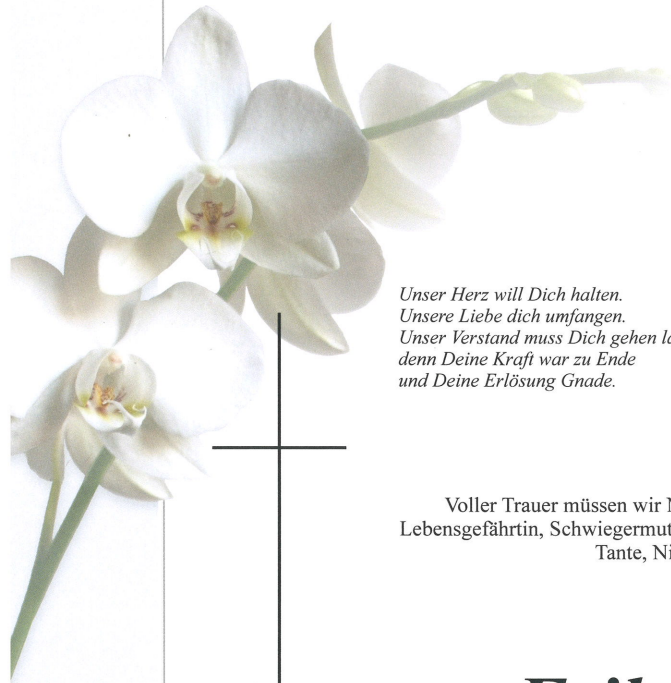 Unser Herz will Dich halten.
Unsere Liebe dich umfangen.
Unser Verstand muss Dich gehen
denn Deine Kraft war zu Ende
und Deine Erlösung Gnade.
Voller Trauer müssen wir
Lebensgefährtin,
Tante,